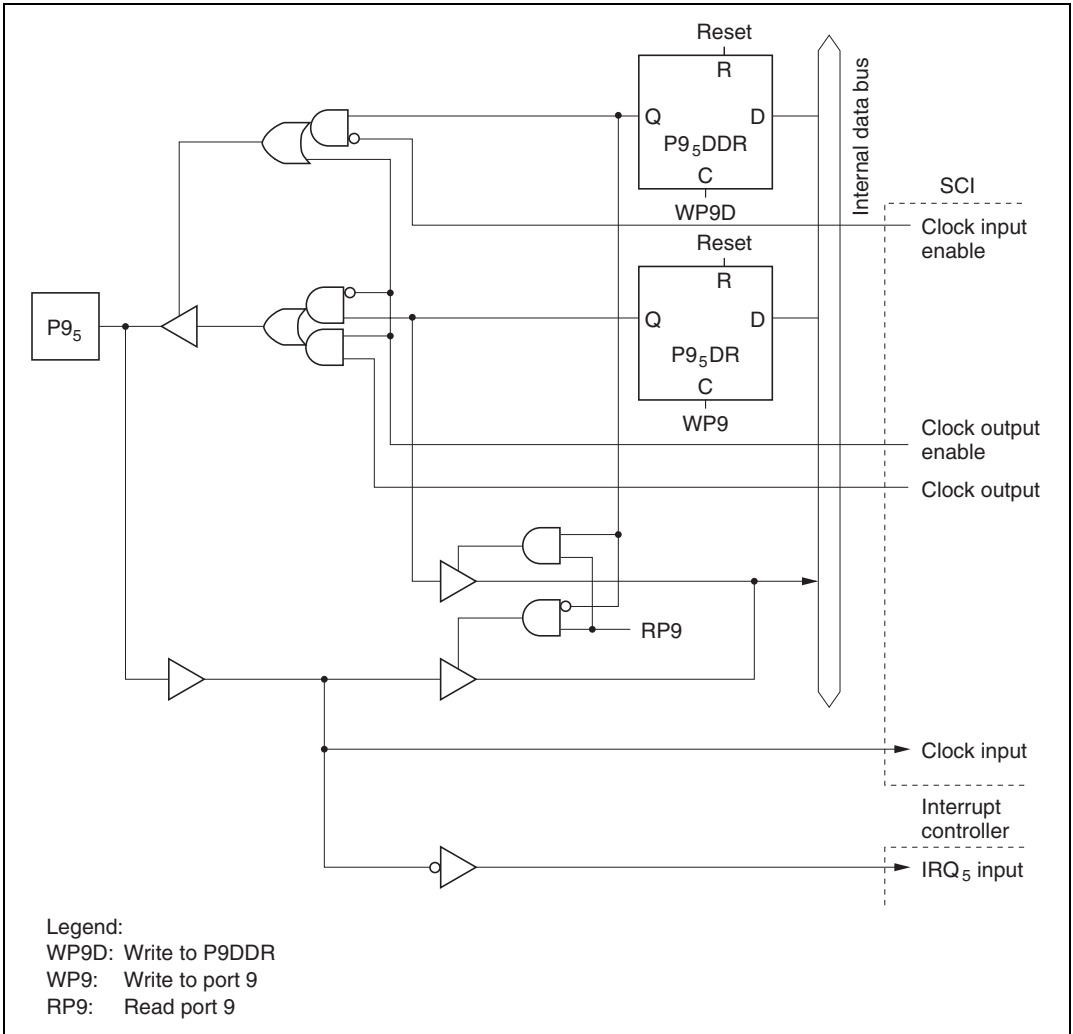 Reset
R
Q
D
P9₅DDR
C
WP9D
Internal data bus
SCI
Clock input
enable
Reset
R
Q
D
P9₅DR
C
WP9
P9₅
Clock output
enable
Clock output
RP9
Clock input
Interrupt
controller
IRQ₅ input
Legend:
WP9D: Write to P9DDR
WP9: Write to port 9
RP9: Read port 9